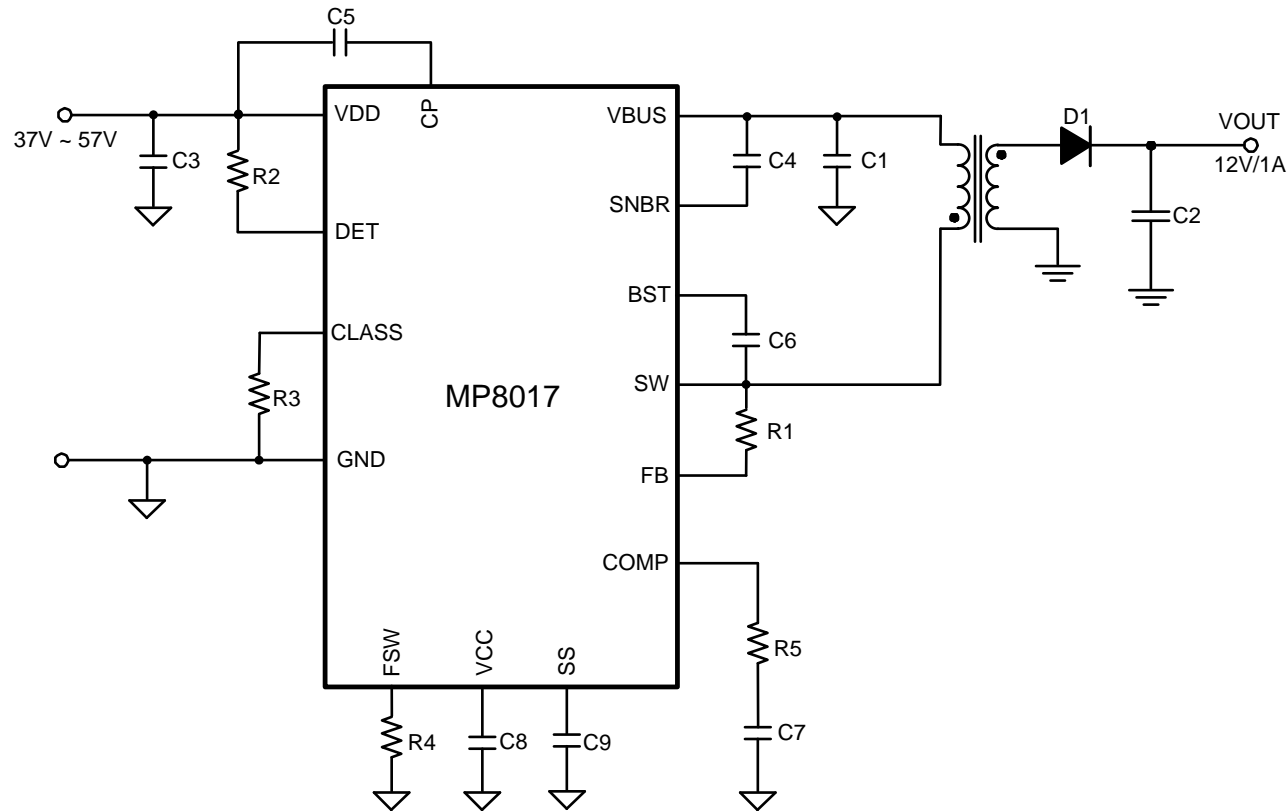 C5
VDD
CP
VBUS
D1
VOUT
37V ~ 57V
C3
R2
C4
C1
12V/1A
SNBR
C2
DET
BST
CLASS
C6
R3
MP8017
SW
R1
GND
FB
COMP
R5
FSW
VCC
SS
R4
C8
C9
C7